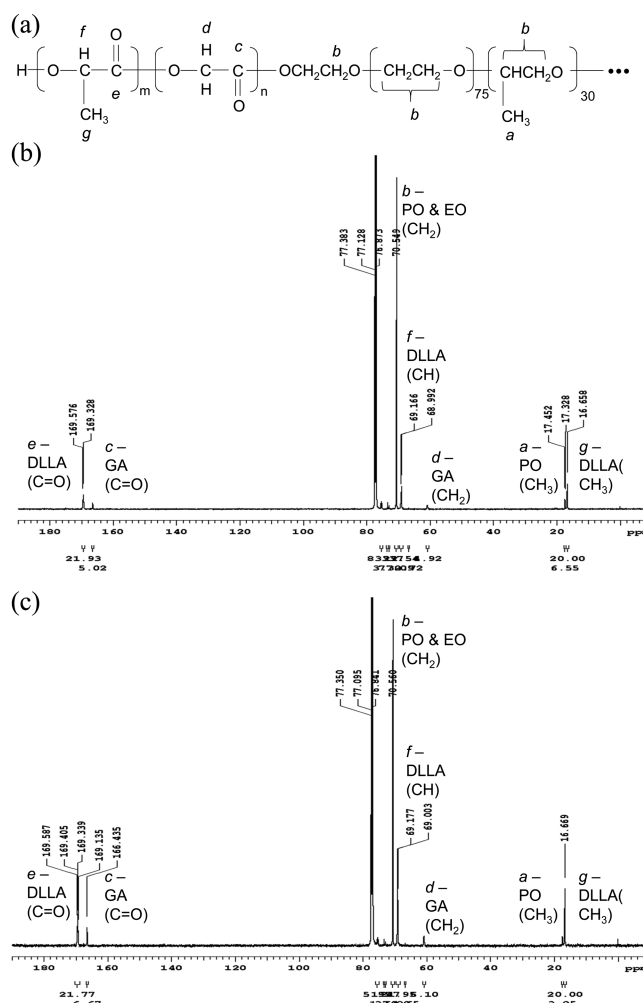 (a)
f
H
O
d
H
c
b
b
H O C C O C C OCH₂CH₂O CH₂CH₂ O CHCH₂O O •••
e
m
H
O
n
b
75
CH₃
a
30
CH₃
g
(b)
b –
PO & EO
(CH₂)
77.383
77.128
76.873
70.549
f –
DLLA
(CH)
69.166
68.992
169.576
169.328
17.452
17.328
16.658
e –
DLLA
(C=O)
c –
GA
(C=O)
d –
GA
(CH₂)
a –
PO
(CH₃)
g –
DLLA(
CH₃)
180 160 140 120 100 80 60 40 20 PPM
21.93
5.02
20.00
6.55
(c)
b –
PO & EO
(CH₂)
77.350
77.095
76.841
70.560
f –
DLLA
(CH)
69.177
69.003
169.587
169.405
169.339
169.135
166.435
16.669
e –
DLLA
(C=O)
c –
GA
(C=O)
d –
GA
(CH₂)
a –
PO
(CH₃)
g –
DLLA(
CH₃)
180 160 140 120 100 80 60 40 20 PPM
21.77
20.00